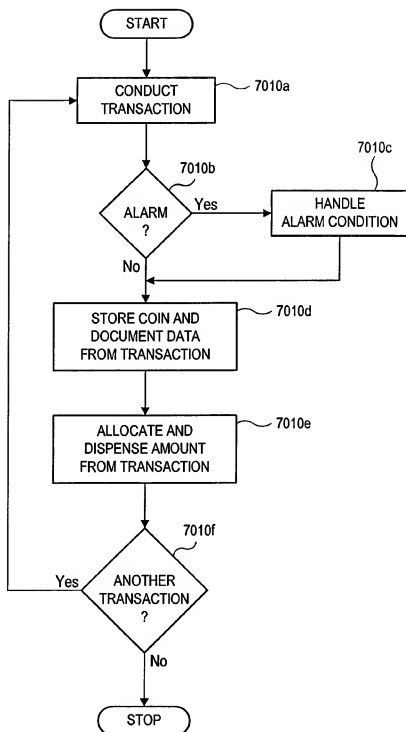 START
CONDUCT
TRANSACTION
7010a
7010b
ALARM
?
Yes
No
7010c
HANDLE
ALARM CONDITION
STORE COIN AND
DOCUMENT DATA
FROM TRANSACTION
7010d
ALLOCATE AND
DISPENSE AMOUNT
FROM TRANSACTION
7010e
7010f
Yes
ANOTHER
TRANSACTION
?
No
STOP